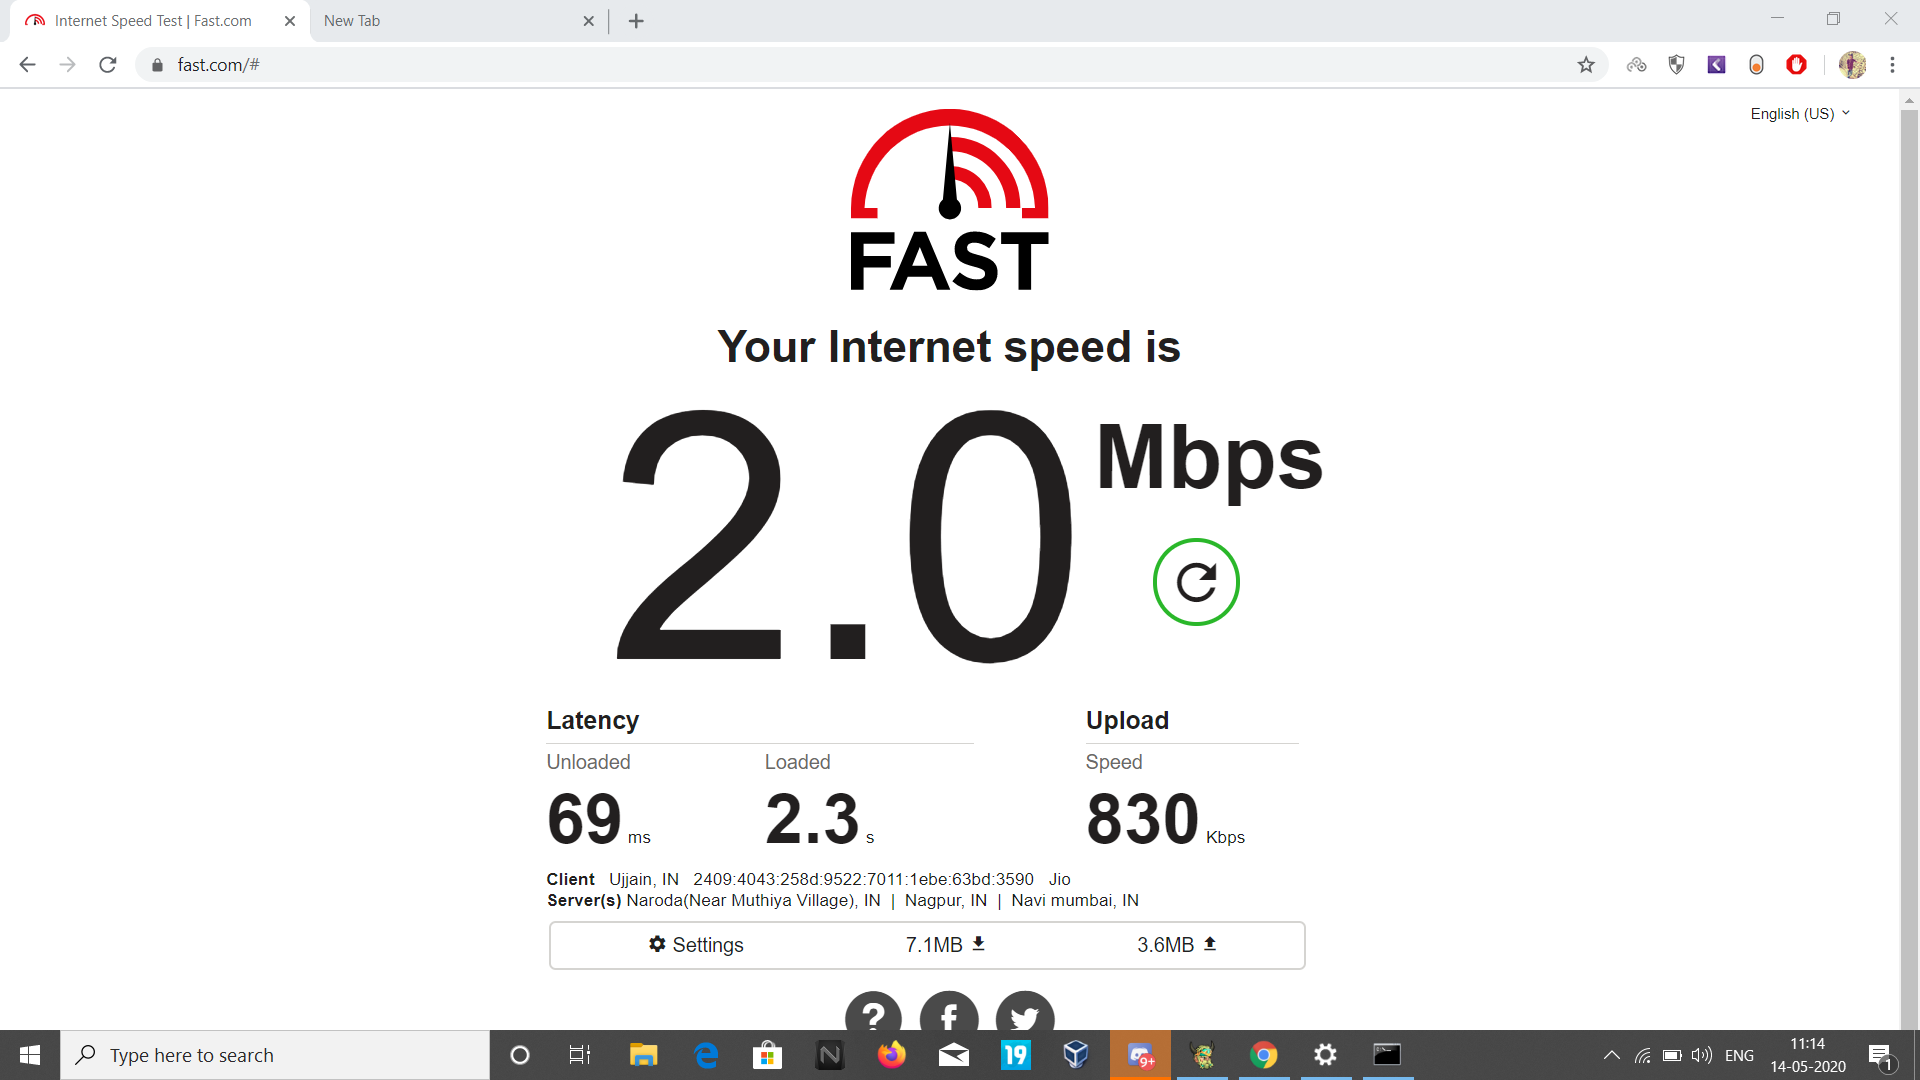 Internet Speed Test | Fast.com
New Tab
fast.com/#
English (US)
FAST
Your Internet speed is
2.0 Mbps
Latency Upload
Unloaded Loaded Speed
69 ms 2.3 s 830 Kbps
Client Ujjain, IN 2409:4043:258d:9522:7011:1ebe:63bd:3590 Jio
Server(s) Naroda(Near Muthiya Village), IN | Nagpur, IN | Navi mumbai, IN
Settings 7.1MB 3.6MB
?
Type here to search
N
19
9+
ENG
11:14
14-05-2020
1